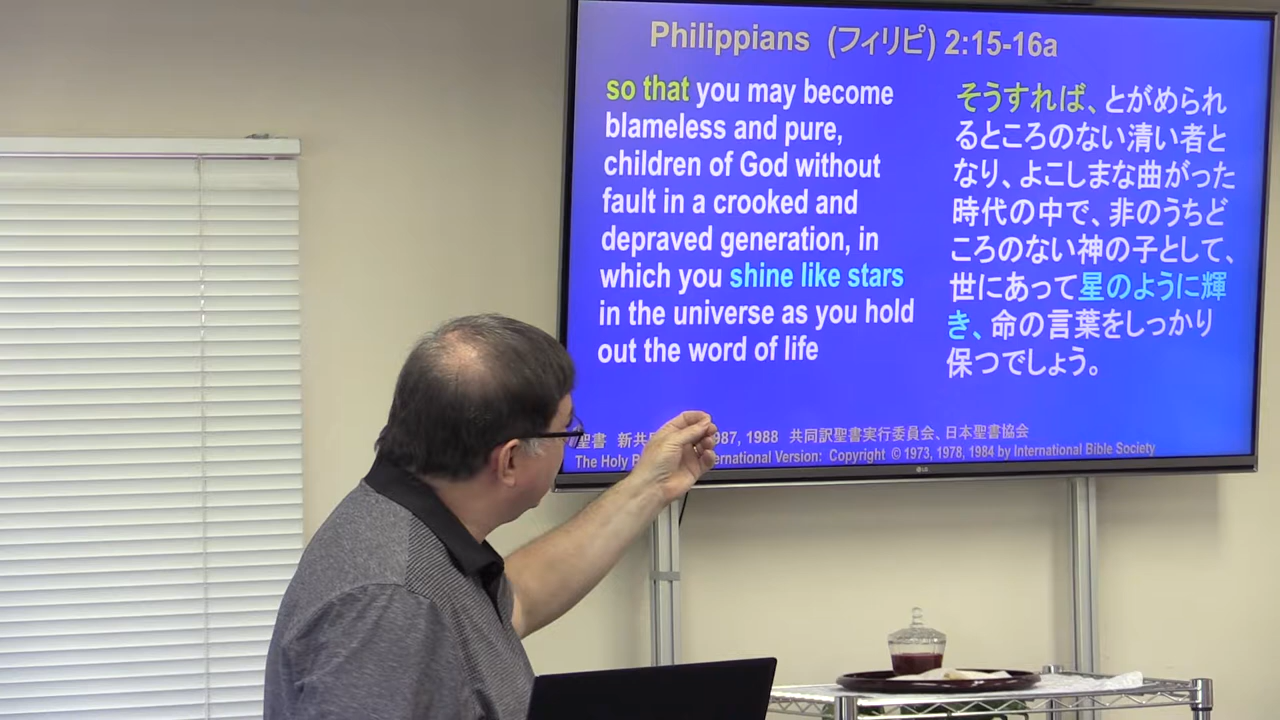 Philippians (フィリピ) 2:15-16a
so that you may become
blameless and pure,
children of God without
fault in a crooked and
depraved generation, in
which you shine like stars
in the universe as you hold
out the word of life
そうすれば、とがめられ
るところのない清い者と
なり、よこしまな曲がった
時代の中で、非のうちど
ころのない神の子として、
世にあって星のように輝
き、命の言葉をしっかり
保つでしょう。
聖書 新共 987, 1988 共同訳聖書実行委員会、日本聖書協会
The Holy ernational Version: Copyright © 1973, 1978, 1984 by International Bible Society
LG